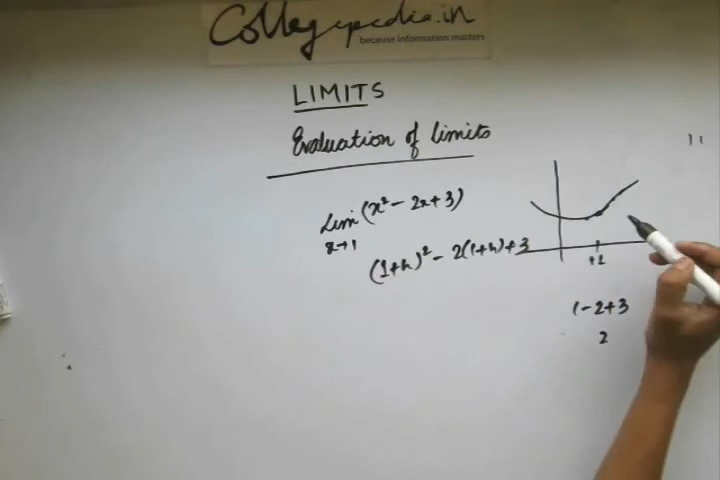 Collegepedia.in
because information matters
LIMITS
Evaluation of limits
Lim (x² - 2x + 3)
x→1
(1+h)² - 2(1+h) + 3
+1
1 - 2 + 3
2